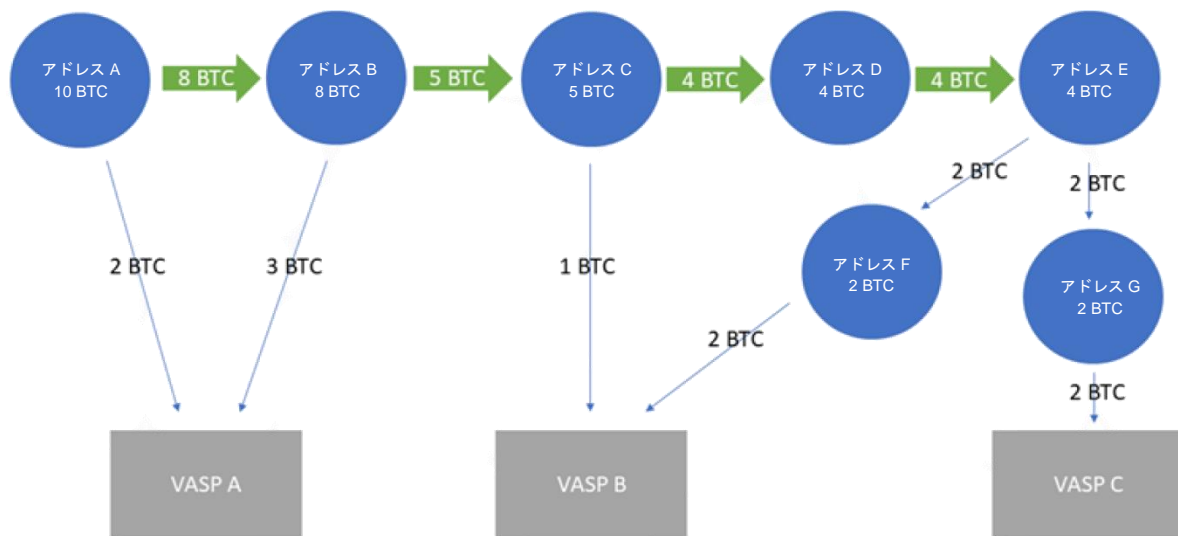 アドレス A
10 BTC
8 BTC
アドレス B
8 BTC
5 BTC
アドレス C
5 BTC
4 BTC
アドレス D
4 BTC
4 BTC
アドレス E
4 BTC
2 BTC
2 BTC
2 BTC
3 BTC
1 BTC
アドレス F
2 BTC
アドレス G
2 BTC
2 BTC
2 BTC
VASP A
VASP B
VASP C